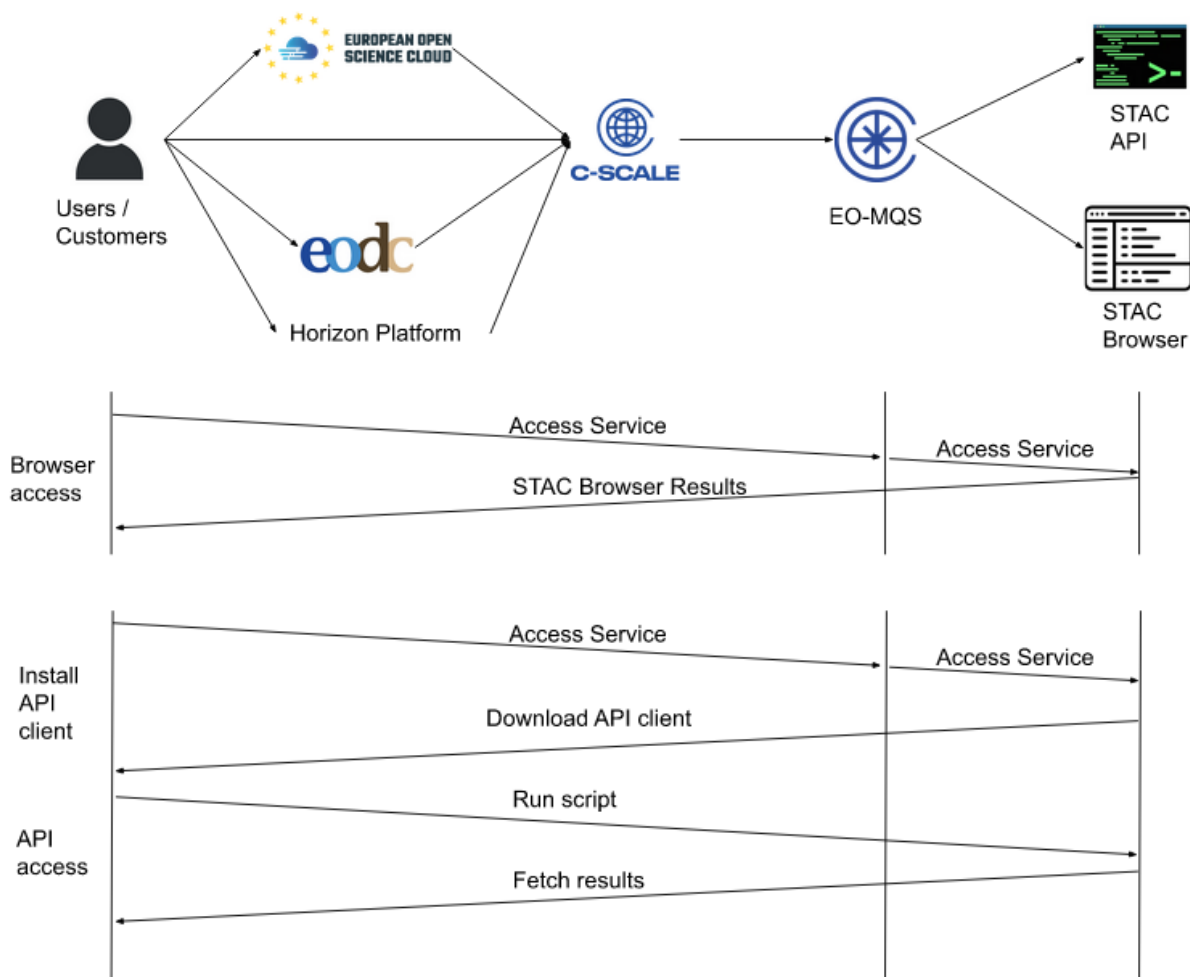 EUROPEAN OPEN
SCIENCE CLOUD
Users /
Customers
C-SCALE
EO-MQS
STAC
API
eodc
Horizon Platform
STAC
Browser
Browser
access
Access Service
Access Service
STAC Browser Results
Install
API
client
Access Service
Access Service
Download API client
API
access
Run script
Fetch results